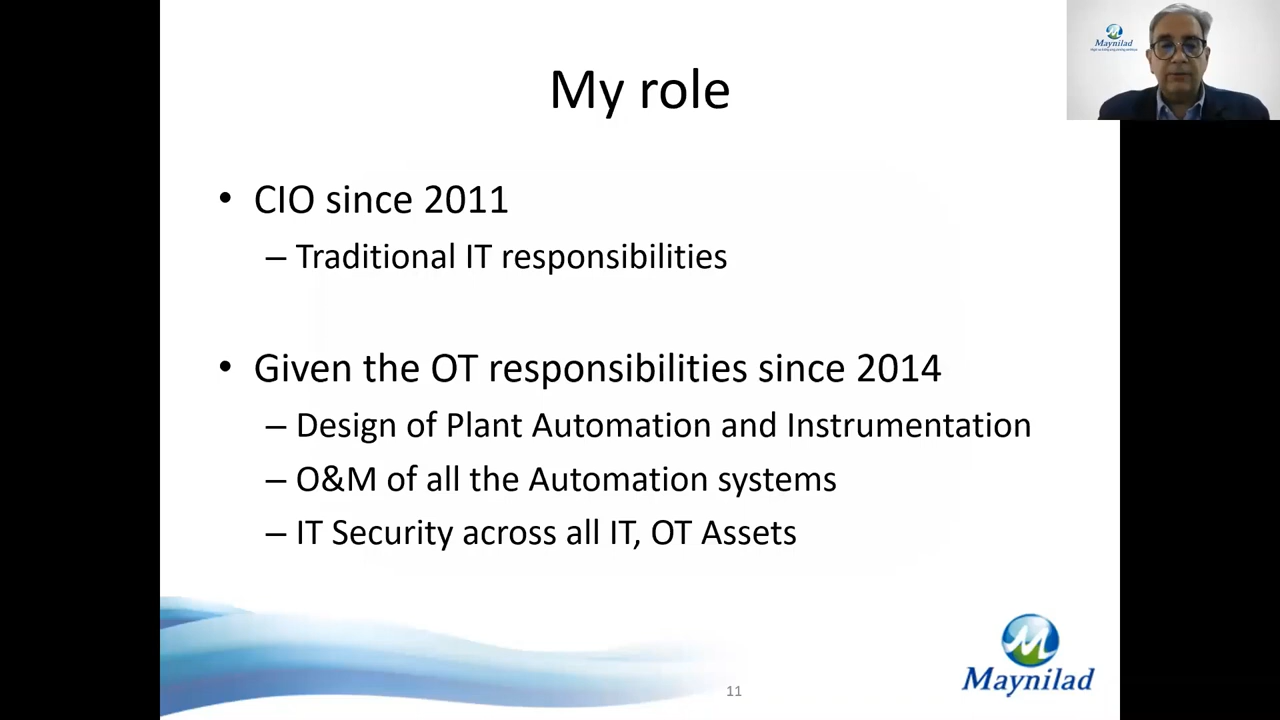 My role
• CIO since 2011
– Traditional IT responsibilities
• Given the OT responsibilities since 2014
– Design of Plant Automation and Instrumentation
– O&M of all the Automation systems
– IT Security across all IT, OT Assets
11
Maynilad
Maynilad